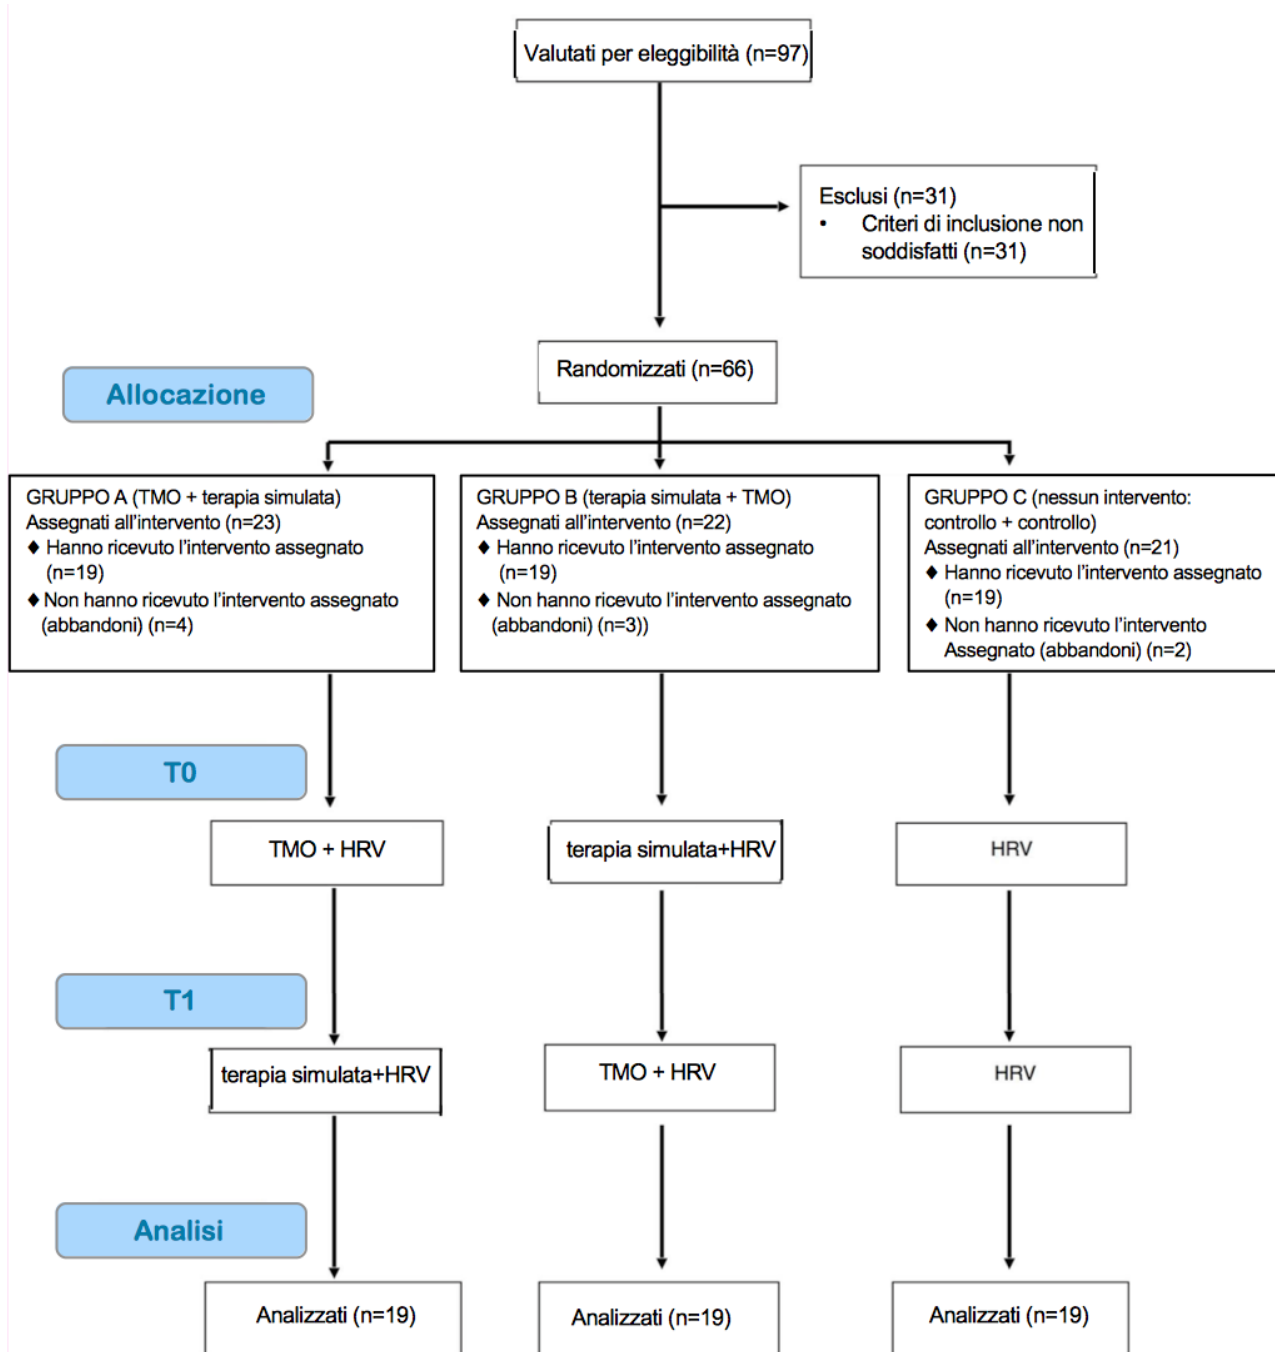 Valutati per eleggibilità (n=97)
Esclusi (n=31)
• Criteri di inclusione non
soddisfatti (n=31)
Randomizzati (n=66)
Allocazione
GRUPPO A (TMO + terapia simulata)
Assegnati all'intervento (n=23)
♦ Hanno ricevuto l'intervento assegnato
(n=19)
♦ Non hanno ricevuto l'intervento assegnato
(abbandoni) (n=4)
GRUPPO B (terapia simulata + TMO)
Assegnati all'intervento (n=22)
♦ Hanno ricevuto l'intervento assegnato
(n=19)
♦ Non hanno ricevuto l'intervento assegnato
(abbandoni) (n=3))
GRUPPO C (nessun intervento:
controllo + controllo)
Assegnati all'intervento (n=21)
♦ Hanno ricevuto l'intervento assegnato
(n=19)
♦ Non hanno ricevuto l'intervento
Assegnato (abbandoni) (n=2)
T0
TMO + HRV
terapia simulata+HRV
HRV
T1
terapia simulata+HRV
TMO + HRV
HRV
Analisi
Analizzati (n=19)
Analizzati (n=19)
Analizzati (n=19)